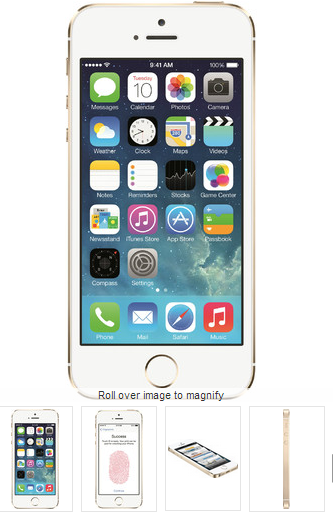 9:41 AM 100%
Tuesday
10
Messages Calendar Photos Camera
Weather Clock Maps Videos
Notes Reminders Stocks Game Center
Newsstand iTunes Store App Store Passbook
Compass Settings
Phone Mail Safari Music
Roll over image to magnify
Success